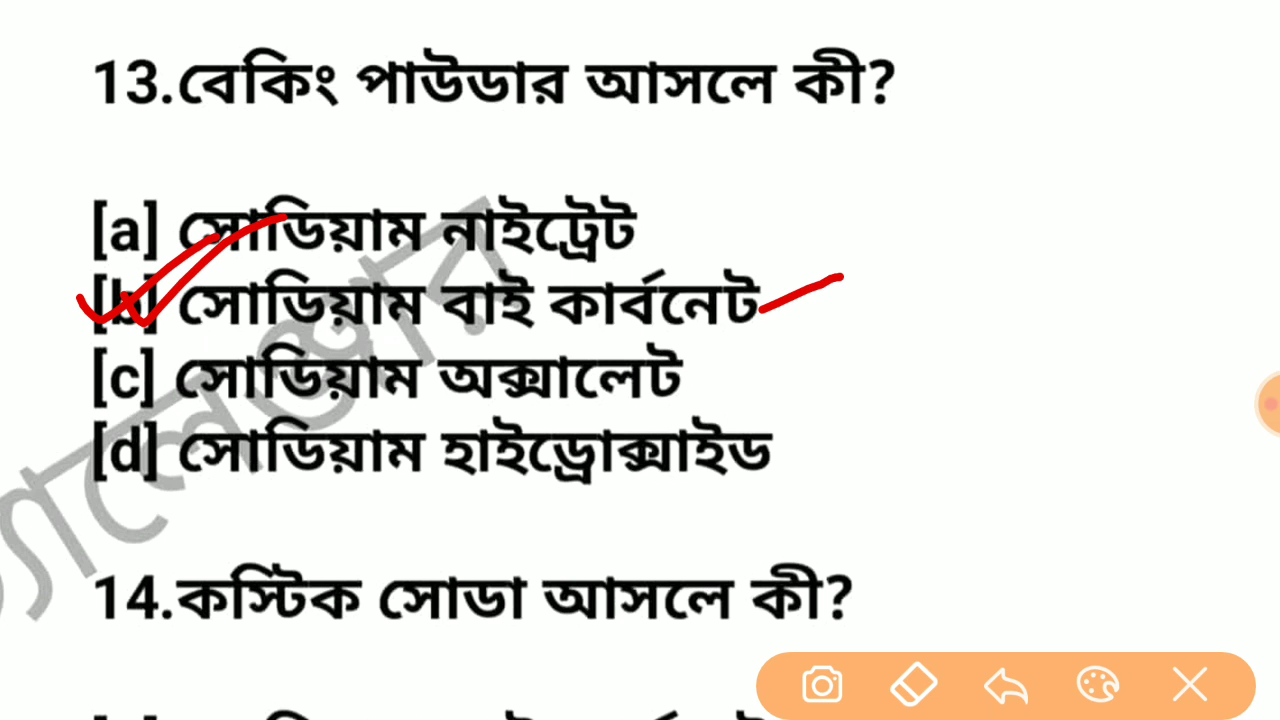 13.বেকিং পাউডার আসলে কী?
[a] সোডিয়াম নাইট্রেট
[b] সোডিয়াম বাই কার্বনেট
[c] সোডিয়াম অক্সালেট
[d] সোডিয়াম হাইড্রোক্সাইড
14.কস্টিক সোডা আসলে কী?